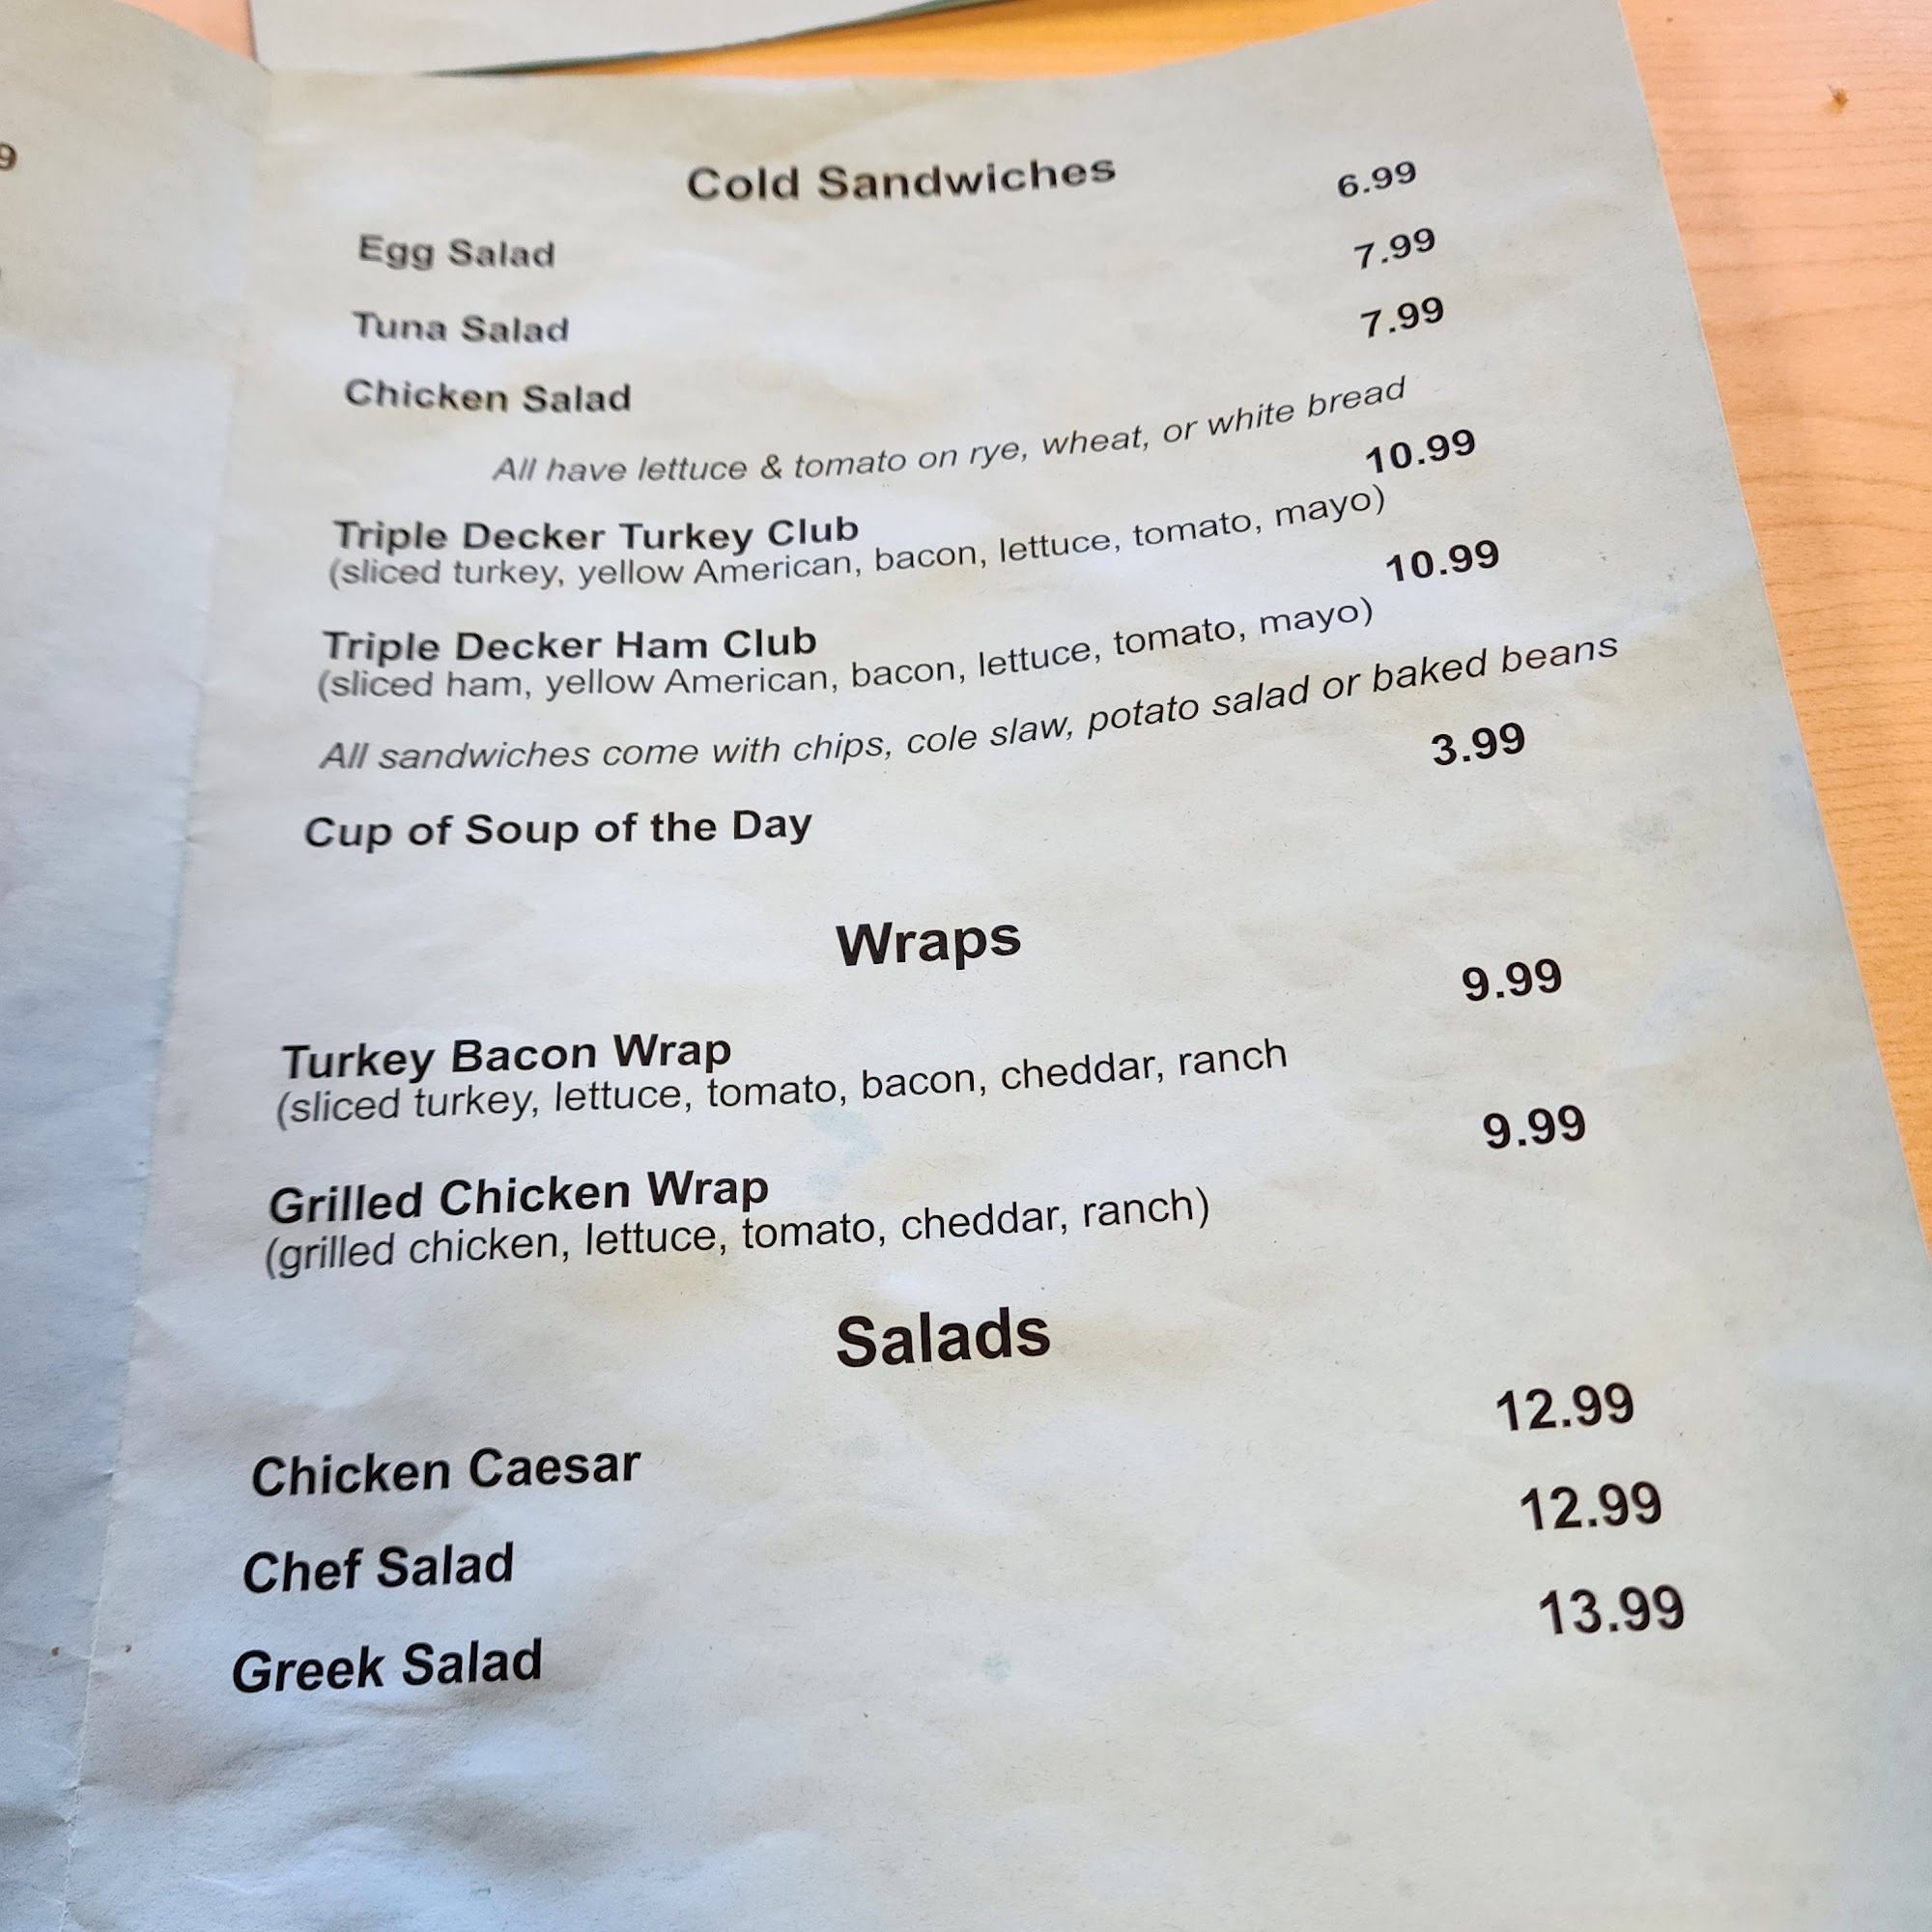 9
Cold Sandwiches
Egg Salad 6.99
Tuna Salad 7.99
Chicken Salad 7.99
All have lettuce & tomato on rye, wheat, or white bread
Triple Decker Turkey Club 10.99
(sliced turkey, yellow American, bacon, lettuce, tomato, mayo)
Triple Decker Ham Club 10.99
(sliced ham, yellow American, bacon, lettuce, tomato, mayo)
All sandwiches come with chips, cole slaw, potato salad or baked beans
Cup of Soup of the Day 3.99
Wraps
Turkey Bacon Wrap 9.99
(sliced turkey, lettuce, tomato, bacon, cheddar, ranch
Grilled Chicken Wrap 9.99
(grilled chicken, lettuce, tomato, cheddar, ranch)
Salads
Chicken Caesar 12.99
Chef Salad 12.99
Greek Salad 13.99